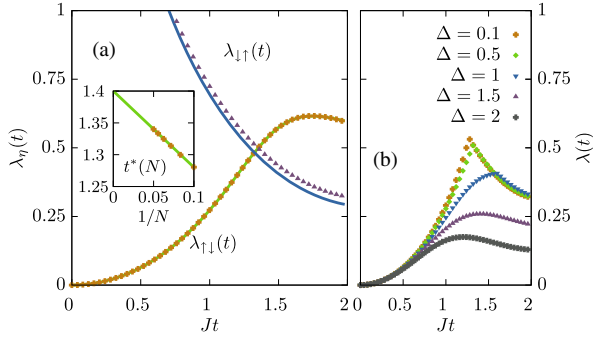 1
0.75
0.5
0.25
0
λη(t)
(a)
λ↓↑(t)
λ↑↓(t)
1.4
1.35
1.3
1.25
t*(N)
0 0.05 0.1
1/N
0 0.5 1 1.5 2
Jt
Δ = 0.1
Δ = 0.5
Δ = 1
Δ = 1.5
Δ = 2
(b)
1
0.75
0.5
0.25
0
λ(t)
0 0.5 1 1.5 2
Jt